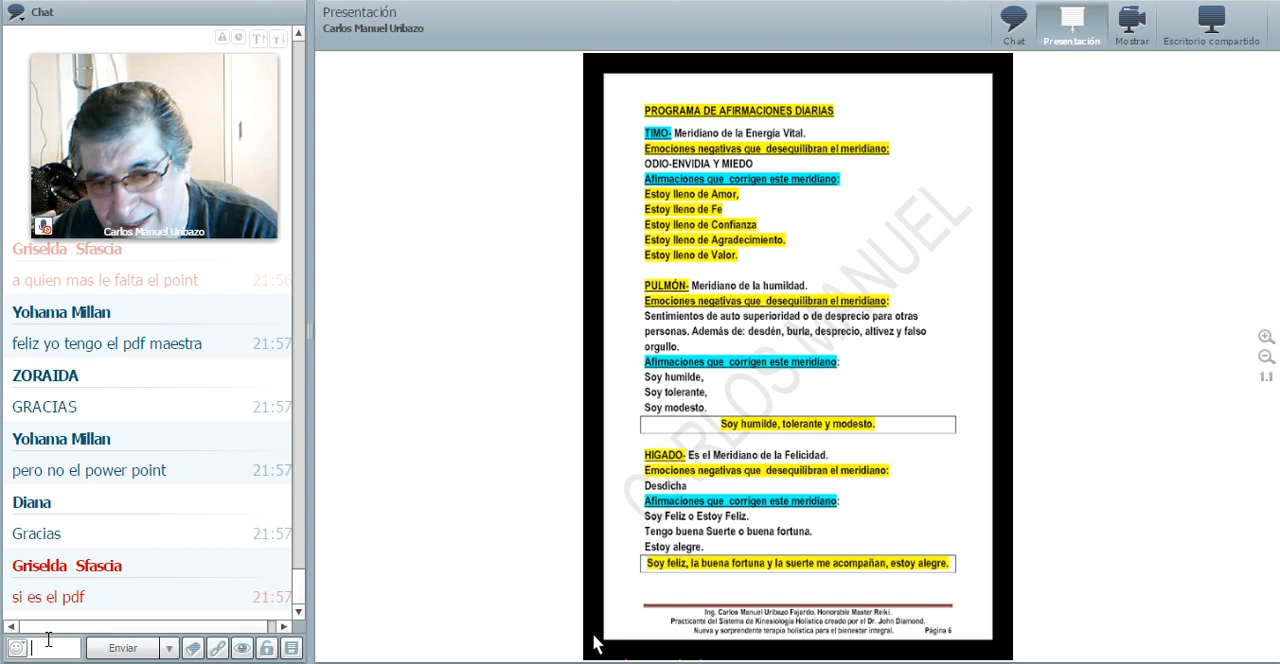 Chat
Carlos Manuel Uribazo
Griselda Sfascia
a quien mas le falta el point 21:56
Yohama Millan
feliz yo tengo el pdf maestra 21:57
ZORAIDA
GRACIAS 21:57
Yohama Millan
pero no el power point 21:57
Diana
Gracias 21:57
Griselda Sfascia
si es el pdf 21:57
Enviar
Presentación
Carlos Manuel Uribazo
Chat
Presentación
Mostrar
Escritorio compartido
PROGRAMA DE AFIRMACIONES DIARIAS
TIMO- Meridiano de la Energía Vital.
Emociones negativas que desequilibran el meridiano:
ODIO-ENVIDIA Y MIEDO
Afirmaciones que corrigen este meridiano:
Estoy lleno de Amor,
Estoy lleno de Fe
Estoy lleno de Confianza
Estoy lleno de Agradecimiento.
Estoy lleno de Valor.
PULMÓN- Meridiano de la humildad.
Emociones negativas que desequilibran el meridiano:
Sentimientos de auto superioridad o de desprecio para otras
personas. Además de: desdén, burla, desprecio, altivez y falso
orgullo.
Afirmaciones que corrigen este meridiano:
Soy humilde,
Soy tolerante,
Soy modesto.
Soy humilde, tolerante y modesto.
HIGADO- Es el Meridiano de la Felicidad.
Emociones negativas que desequilibran el meridiano:
Desdicha
Afirmaciones que corrigen este meridiano:
Soy Feliz o Estoy Feliz.
Tengo buena Suerte o buena fortuna.
Estoy alegre.
Soy feliz, la buena fortuna y la suerte me acompañan, estoy alegre.
Ing. Carlos Manuel Uribazo Fajardo. Honorable Master Reiki.
Practicante del Sistema de Kinesiología Holística creado por el Dr. John Diamond.
Nueva y sorprendente terapia holística para el bienestar integral. Página 6
CARLOS MANUEL
1.1